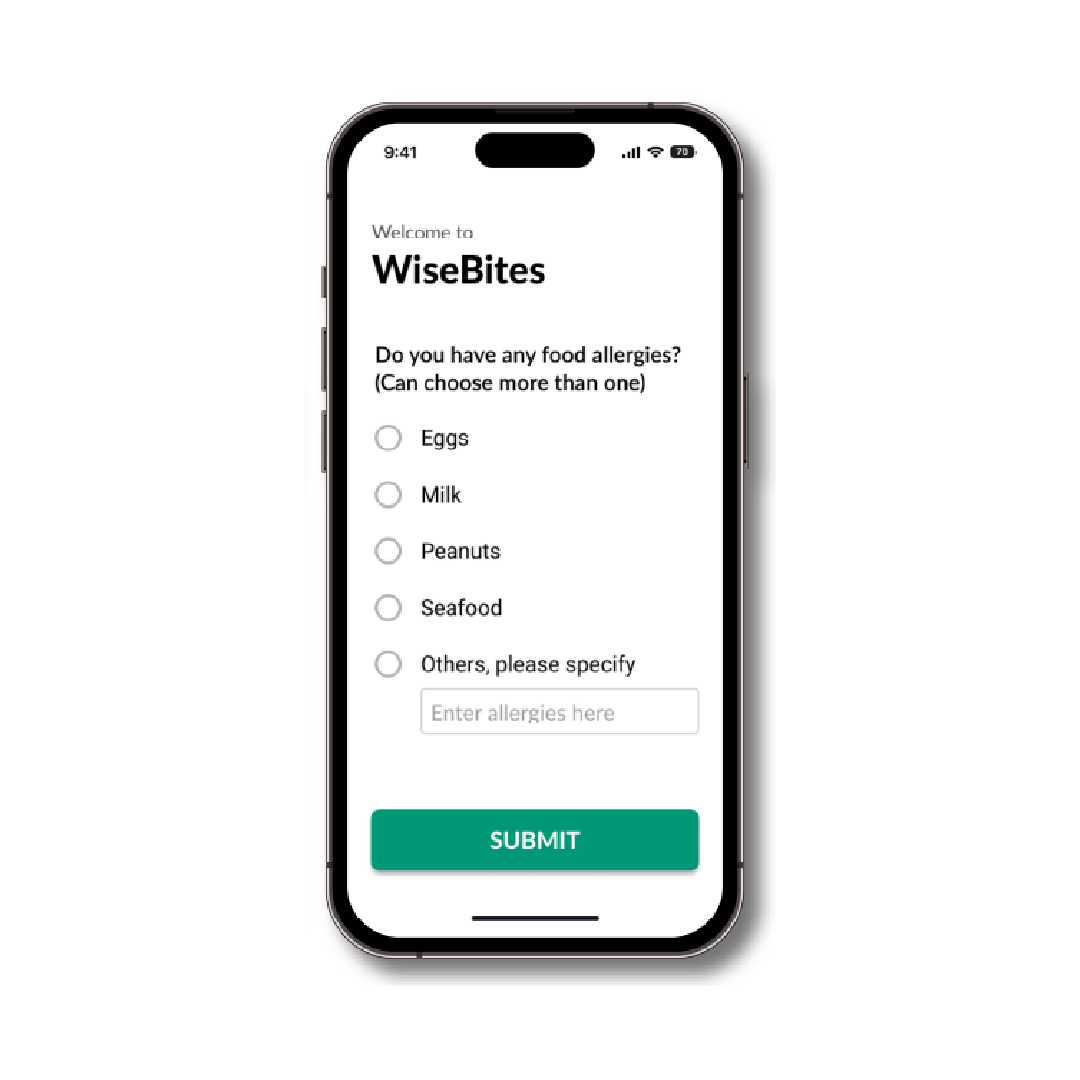 9:41
70
Welcome to
WiseBites
Do you have any food allergies?
(Can choose more than one)
Eggs
Milk
Peanuts
Seafood
Others, please specify
Enter allergies here
SUBMIT